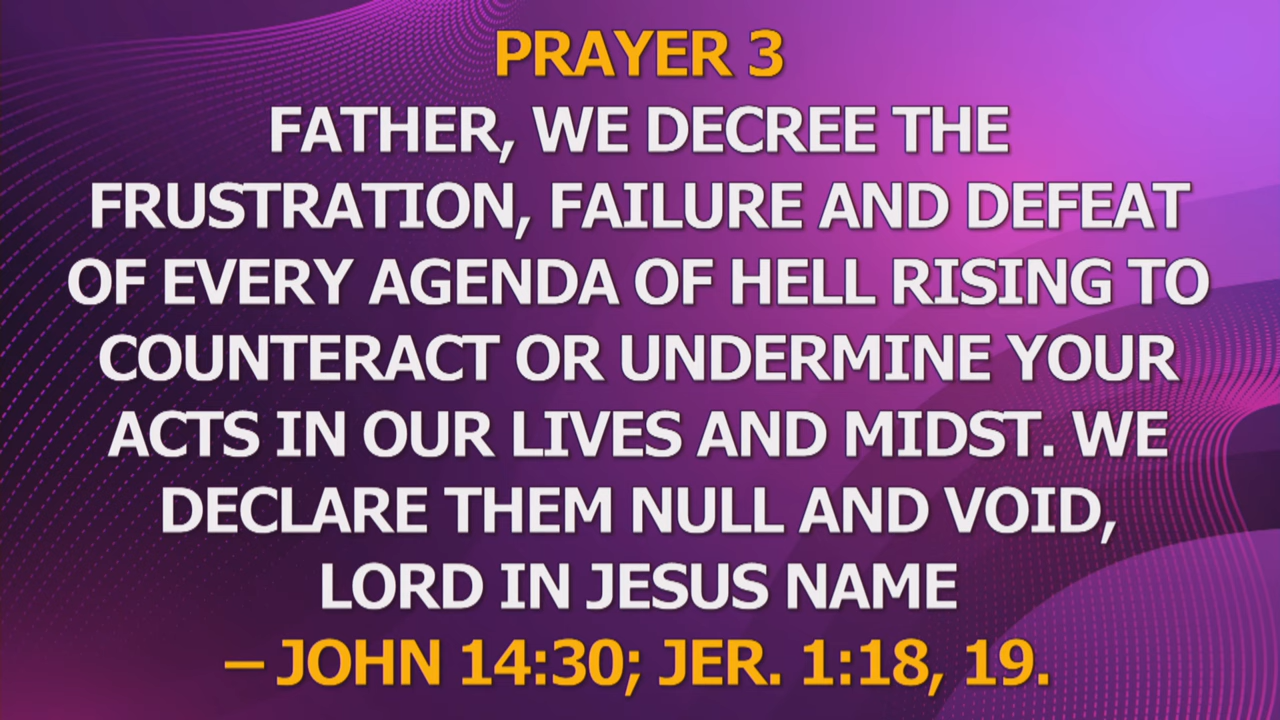 PRAYER 3
FATHER, WE DECREE THE
FRUSTRATION, FAILURE AND DEFEAT
OF EVERY AGENDA OF HELL RISING TO
COUNTERACT OR UNDERMINE YOUR
ACTS IN OUR LIVES AND MIDST. WE
DECLARE THEM NULL AND VOID,
LORD IN JESUS NAME
– JOHN 14:30; JER. 1:18, 19.